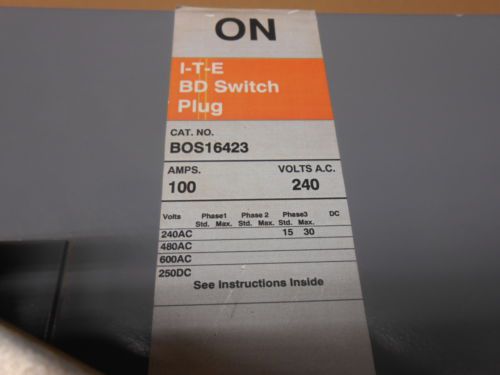 ON
I-T-E
BD Switch
Plug
CAT. NO.
BOS16423
AMPS. VOLTS A.C.
100 240
Volts Phase1 Phase 2 Phase3 DC
Std. Max. Std. Max. Std. Max.
240AC 15 30
480AC
600AC
250DC
See Instructions Inside